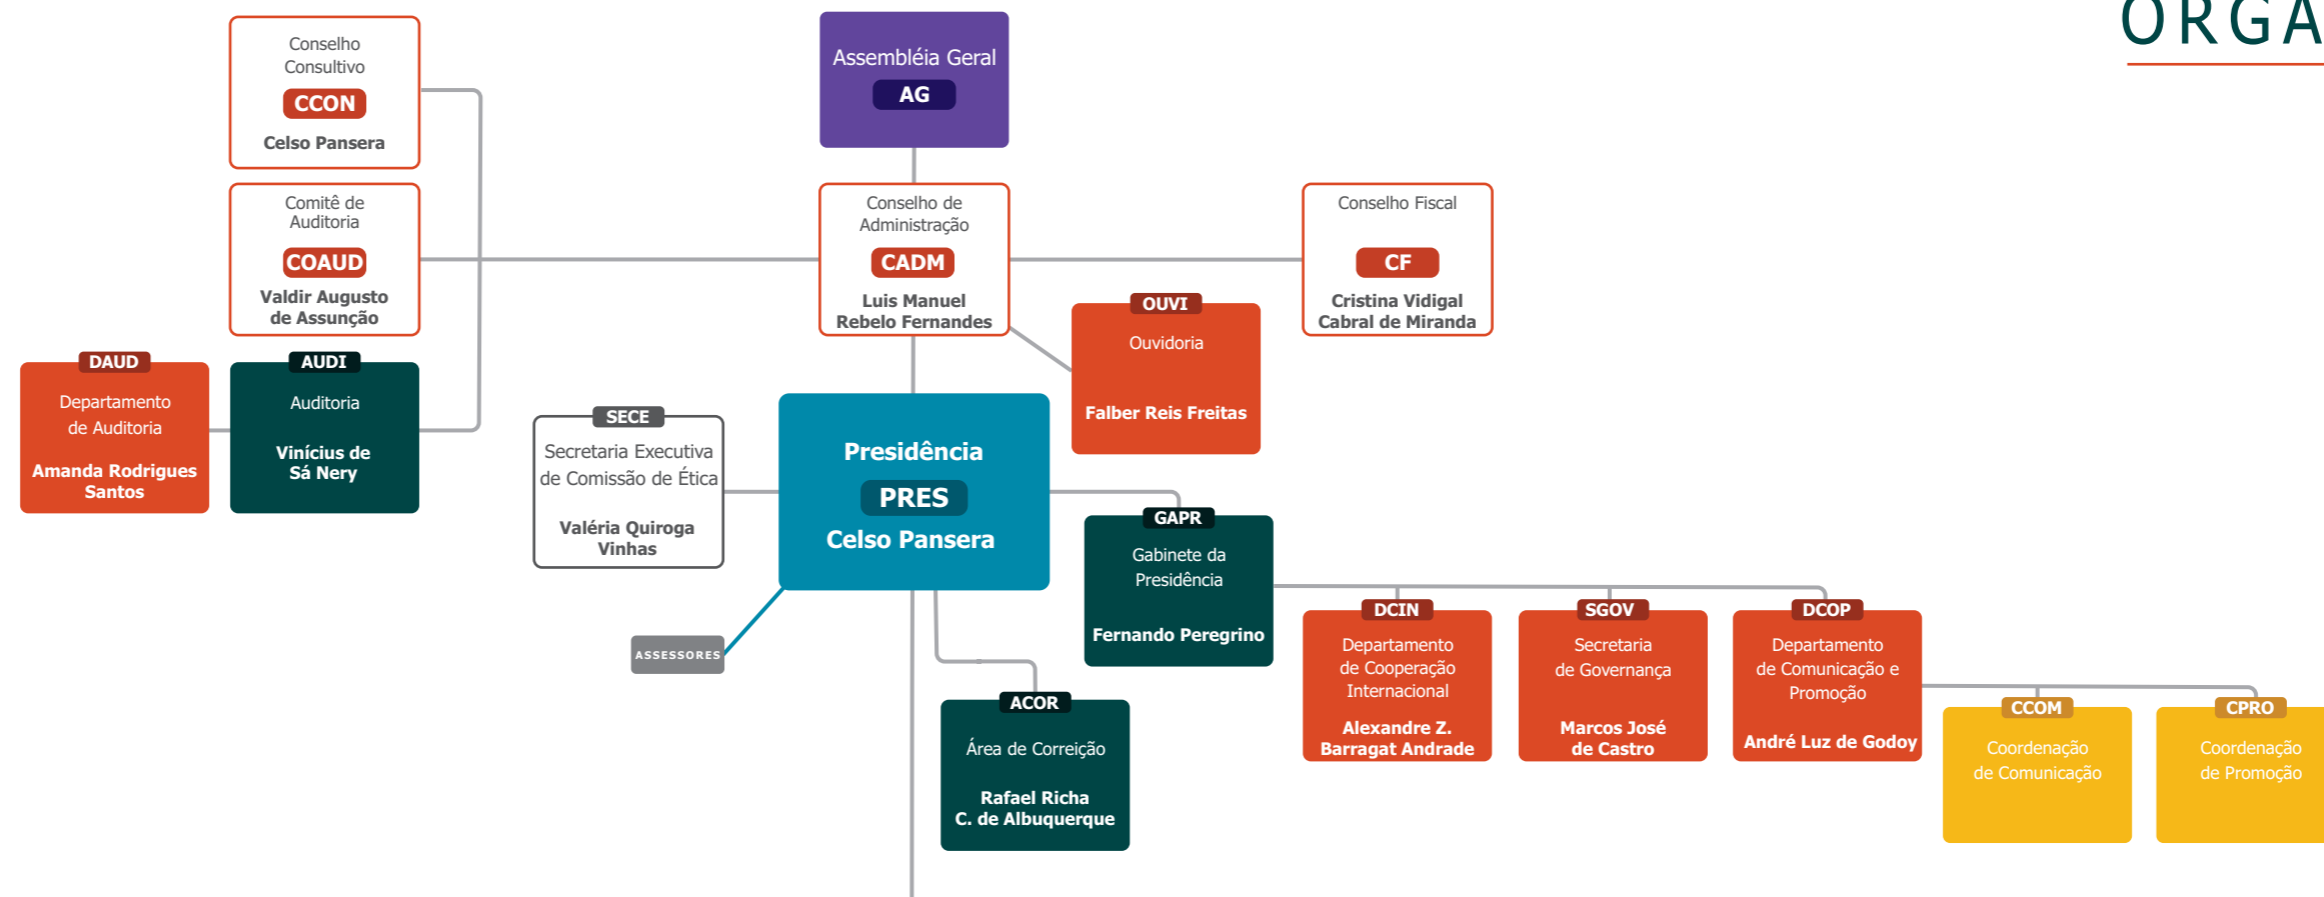 ORGA
Conselho
Consultivo
CCON
Celso Pansera
Assembléia Geral
AG
Comitê de
Auditoria
COAUD
Valdir Augusto
de Assunção
Conselho de
Administração
CADM
Luis Manuel
Rebelo Fernandes
Conselho Fiscal
CF
Cristina Vidigal
Cabral de Miranda
OUVI
Ouvidoria
Falber Reis Freitas
DAUD
Departamento
de Auditoria
Amanda Rodrigues
Santos
AUDI
Auditoria
Vinícius de
Sá Nery
SECE
Secretaria Executiva
de Comissão de Ética
Valéria Quiroga
Vinhas
Presidência
PRES
Celso Pansera
ASSESSORES
GAPR
Gabinete da
Presidência
Fernando Peregrino
ACOR
Área de Correição
Rafael Richa
C. de Albuquerque
DCIN
Departamento
de Cooperação
Internacional
Alexandre Z.
Barragat Andrade
SGOV
Secretaria
de Governança
Marcos José
de Castro
DCOP
Departamento
de Comunicação e
Promoção
André Luz de Godoy
CCOM
Coordenação
de Comunicação
CPRO
Coordenação
de Promoção